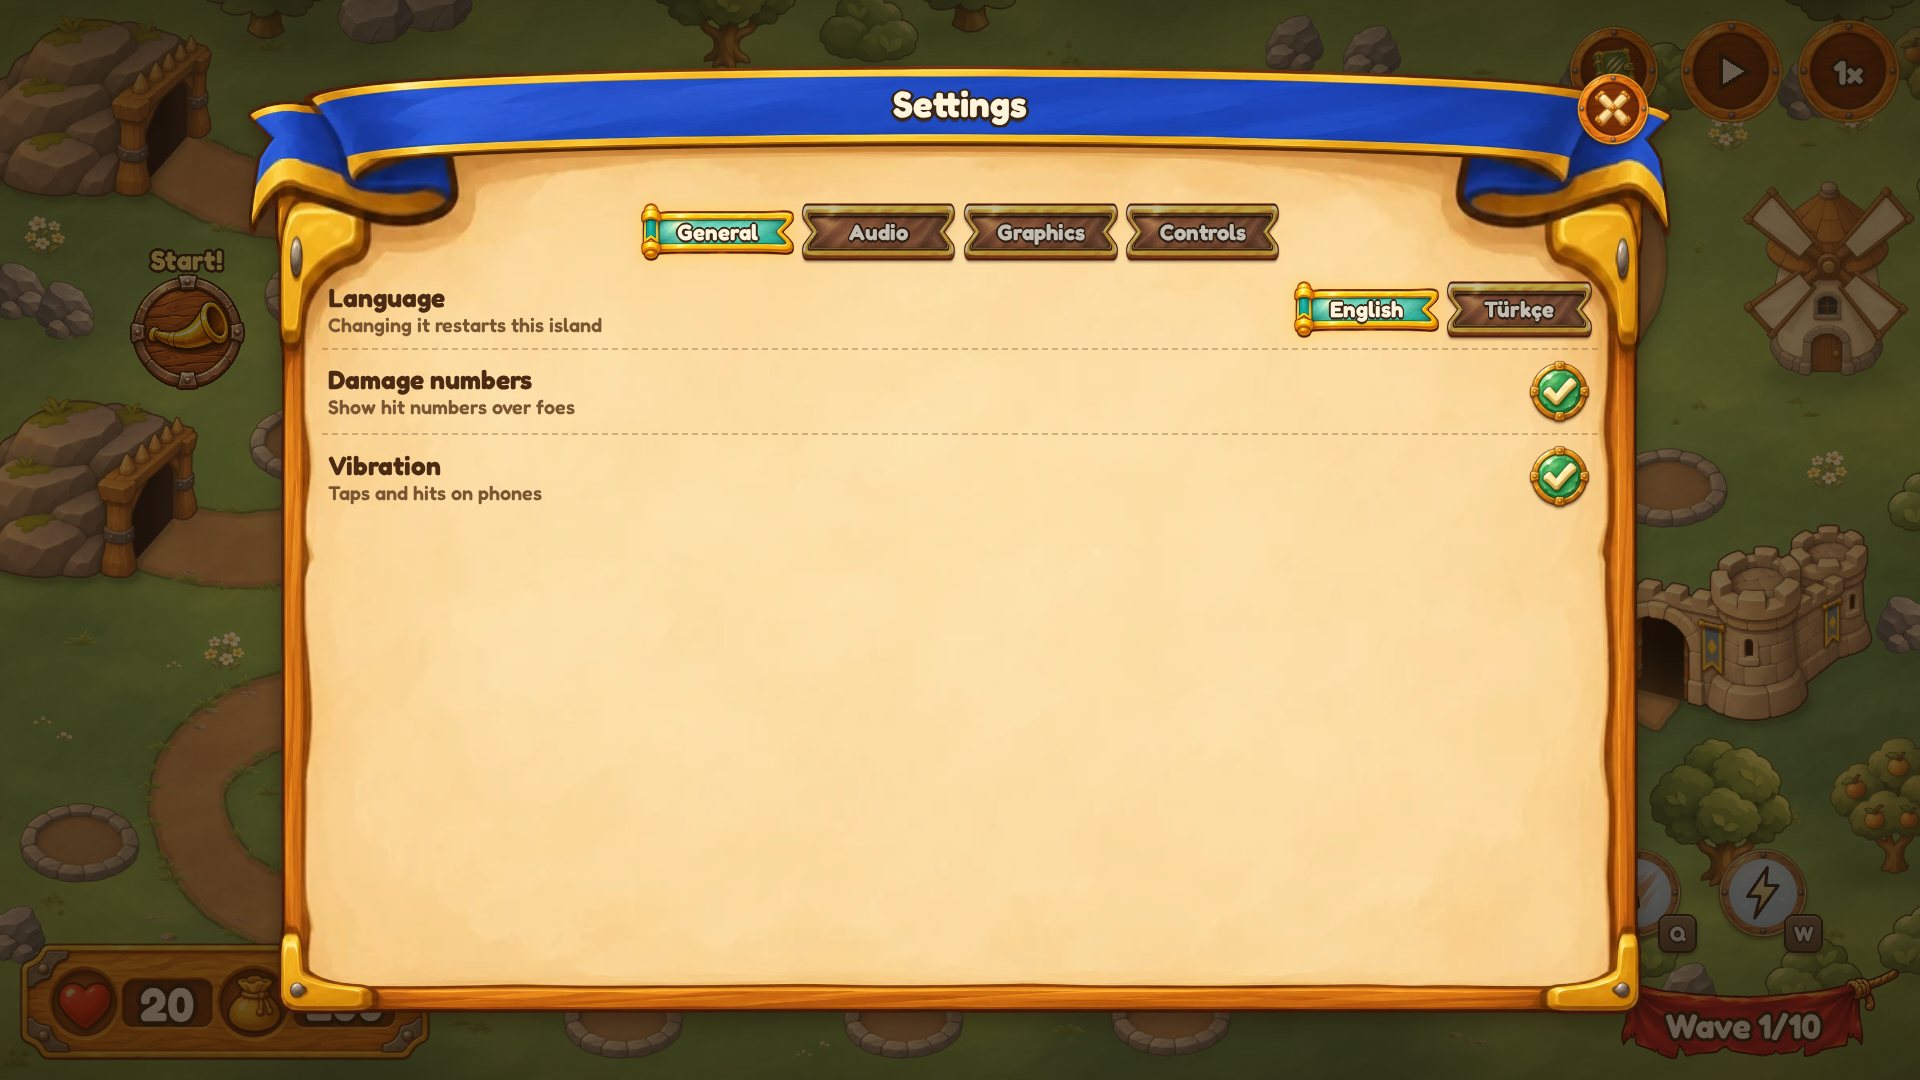 Settings
1x
General
Audio
Graphics
Controls
Start!
Language
Changing it restarts this island
English
Türkçe
Damage numbers
Show hit numbers over foes
Vibration
Taps and hits on phones
Q
W
20
Wave 1/10